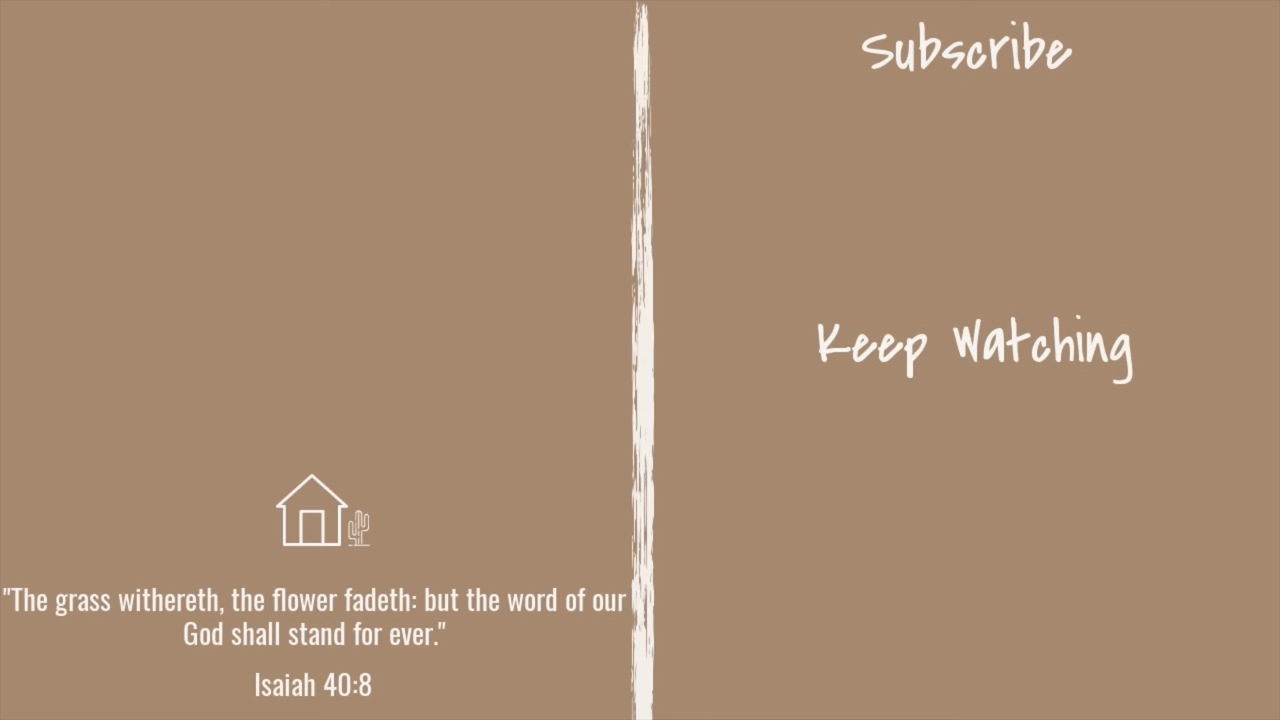 Subscribe
Keep Watching
"The grass withereth, the flower fadeth: but the word of our
God shall stand for ever."
Isaiah 40:8